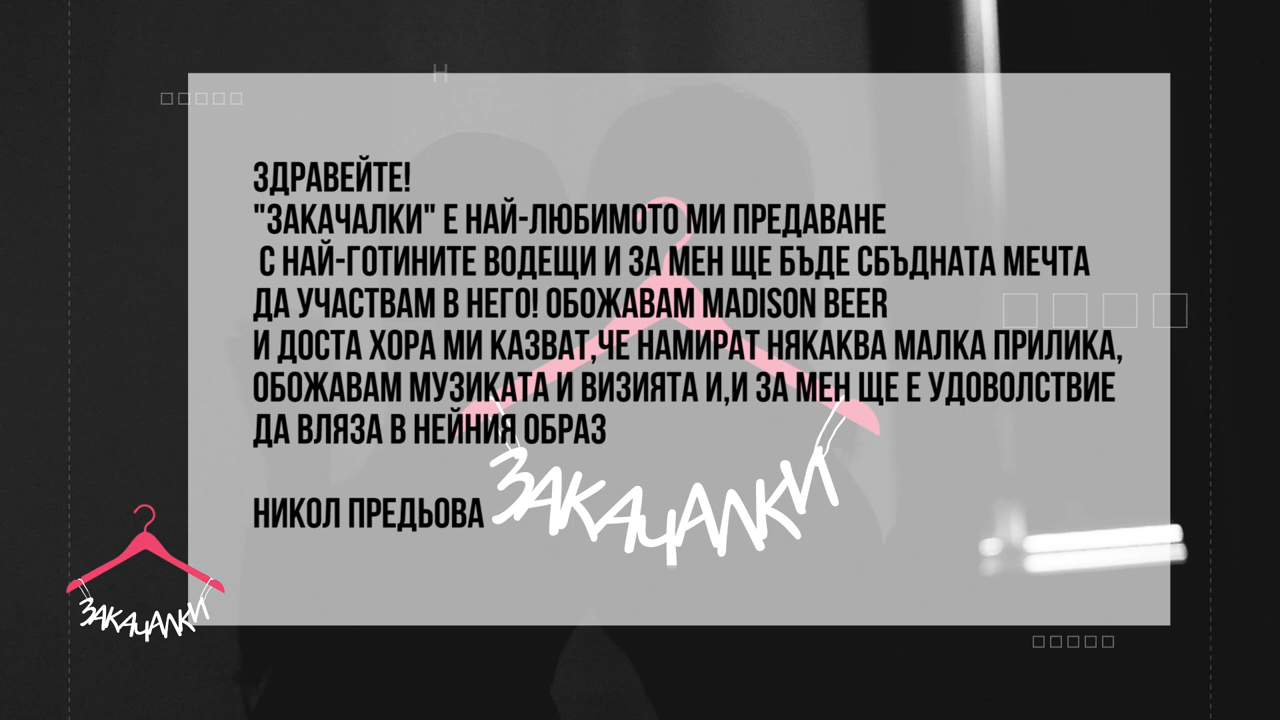 ЗДРАВЕЙТЕ!
"ЗАКАЧАЛКИ" Е НАЙ-ЛЮБИМОТО МИ ПРЕДАВАНЕ
С НАЙ-ГОТИНИТЕ ВОДЕЩИ И ЗА МЕН ЩЕ БЪДЕ СБЪДНАТА МЕЧТА
ДА УЧАСТВАМ В НЕГО! ОБОЖАВАМ MADISON BEER
И ДОСТА ХОРА МИ КАЗВАТ,ЧЕ НАМИРАТ НЯКАКВА МАЛКА ПРИЛИКА,
ОБОЖАВАМ МУЗИКАТА И ВИЗИЯТА И,И ЗА МЕН ЩЕ Е УДОВОЛСТВИЕ
ДА ВЛЯЗА В НЕЙНИЯ ОБРАЗ
НИКОЛ ПРЕДЬОВА
ЗАКАЧАЛКИ
ЗАКАЧАЛКИ
H